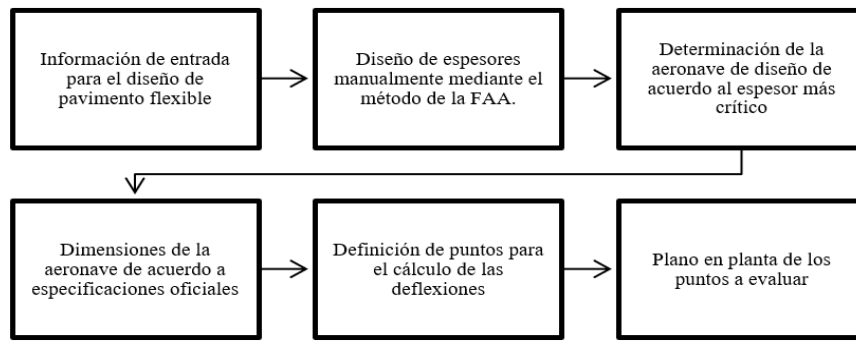 Información de entrada
para el diseño de
pavimento flexible
Diseño de espesores
manualmente mediante el
método de la FAA.
Determinación de la
aeronave de diseño de
acuerdo al espesor más
crítico
Dimensiones de la
aeronave de acuerdo a
especificaciones oficiales
Definición de puntos para
el cálculo de las
deflexiones
Plano en planta de los
puntos a evaluar